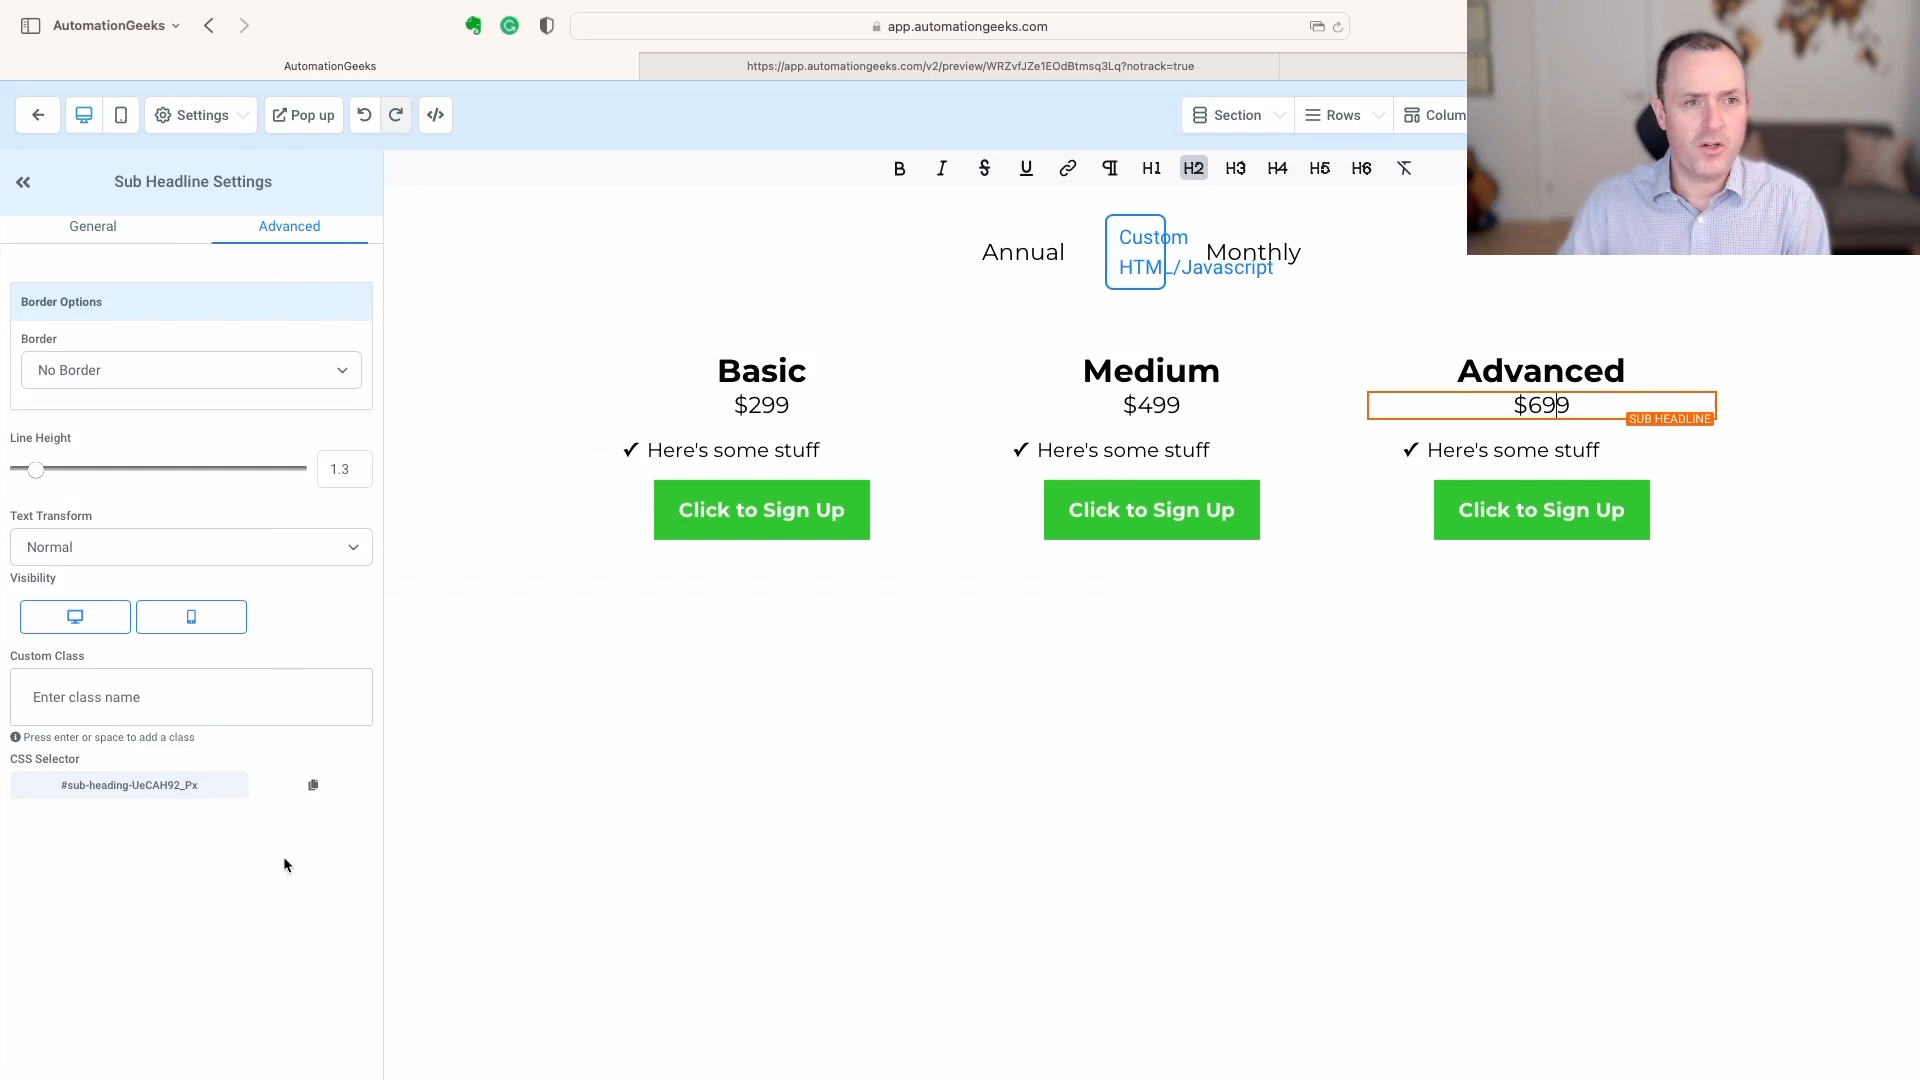 AutomationGeeks
app.automationgeeks.com
AutomationGeeks
https://app.automationgeeks.com/v2/preview/WRZvfJZe1EOdBtmsq3Lq?notrack=true
Settings
Pop up
Section
Rows
Colum
Sub Headline Settings
General
Advanced
Border Options
Border
No Border
Line Height
1.3
Text Transform
Normal
Visibility
Custom Class
Enter class name
Press enter or space to add a class
CSS Selector
#sub-heading-UeCAH92_Px
B I S U H1 H2 H3 H4 H5 H6
Annual
Custom
HTML/Javascript
Monthly
Basic
$299
✓ Here's some stuff
Click to Sign Up
Medium
$499
✓ Here's some stuff
Click to Sign Up
Advanced
$699
SUB HEADLINE
✓ Here's some stuff
Click to Sign Up